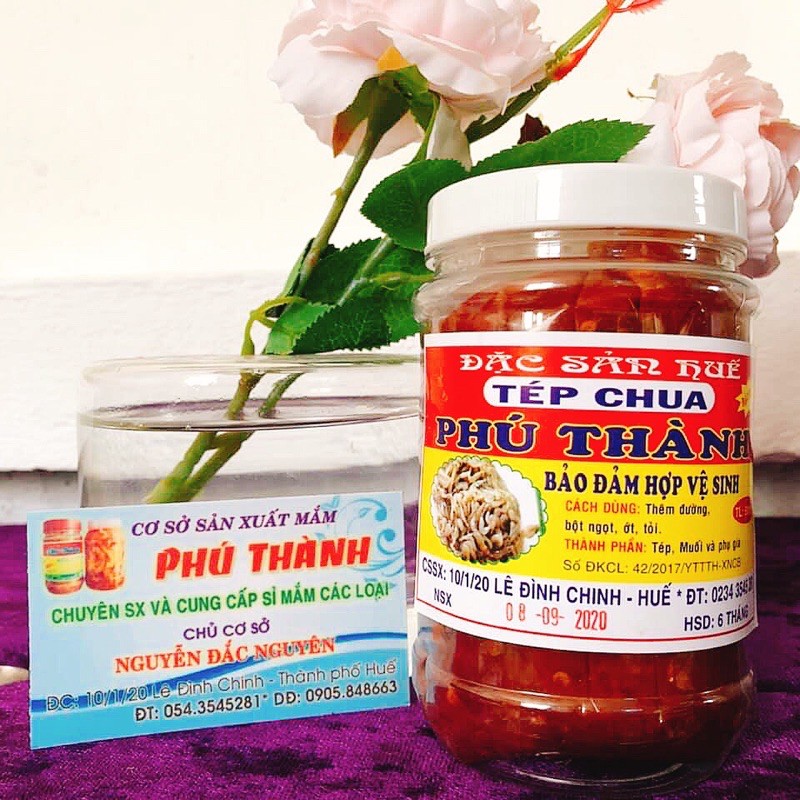 CƠ SỞ SẢN XUẤT MẮM
PHÚ THÀNH
CHUYÊN SX VÀ CUNG CẤP SỈ MẮM CÁC LOẠI
CHỦ CƠ SỞ
NGUYỄN ĐẮC NGUYÊN
ĐC: 10/1/20 Lê Đình Chinh - Thành phố Huế
ĐT: 054.3545281* DĐ: 0905.848663
ĐẶC SẢN HUẾ
TÉP CHUA
PHÚ THÀNH
BẢO ĐẢM HỢP VỆ SINH
CÁCH DÙNG: Thêm đường,
bột ngọt, ớt, tỏi.
THÀNH PHẦN: Tép, Muối và phụ gia
Số ĐKCL: 42/2017/YTTTH-XNCB
CSSX: 10/1/20 LÊ ĐÌNH CHINH - HUẾ * ĐT: 0234 3545
NSX 08 -09- 2020 HSD: 6 THÁNG